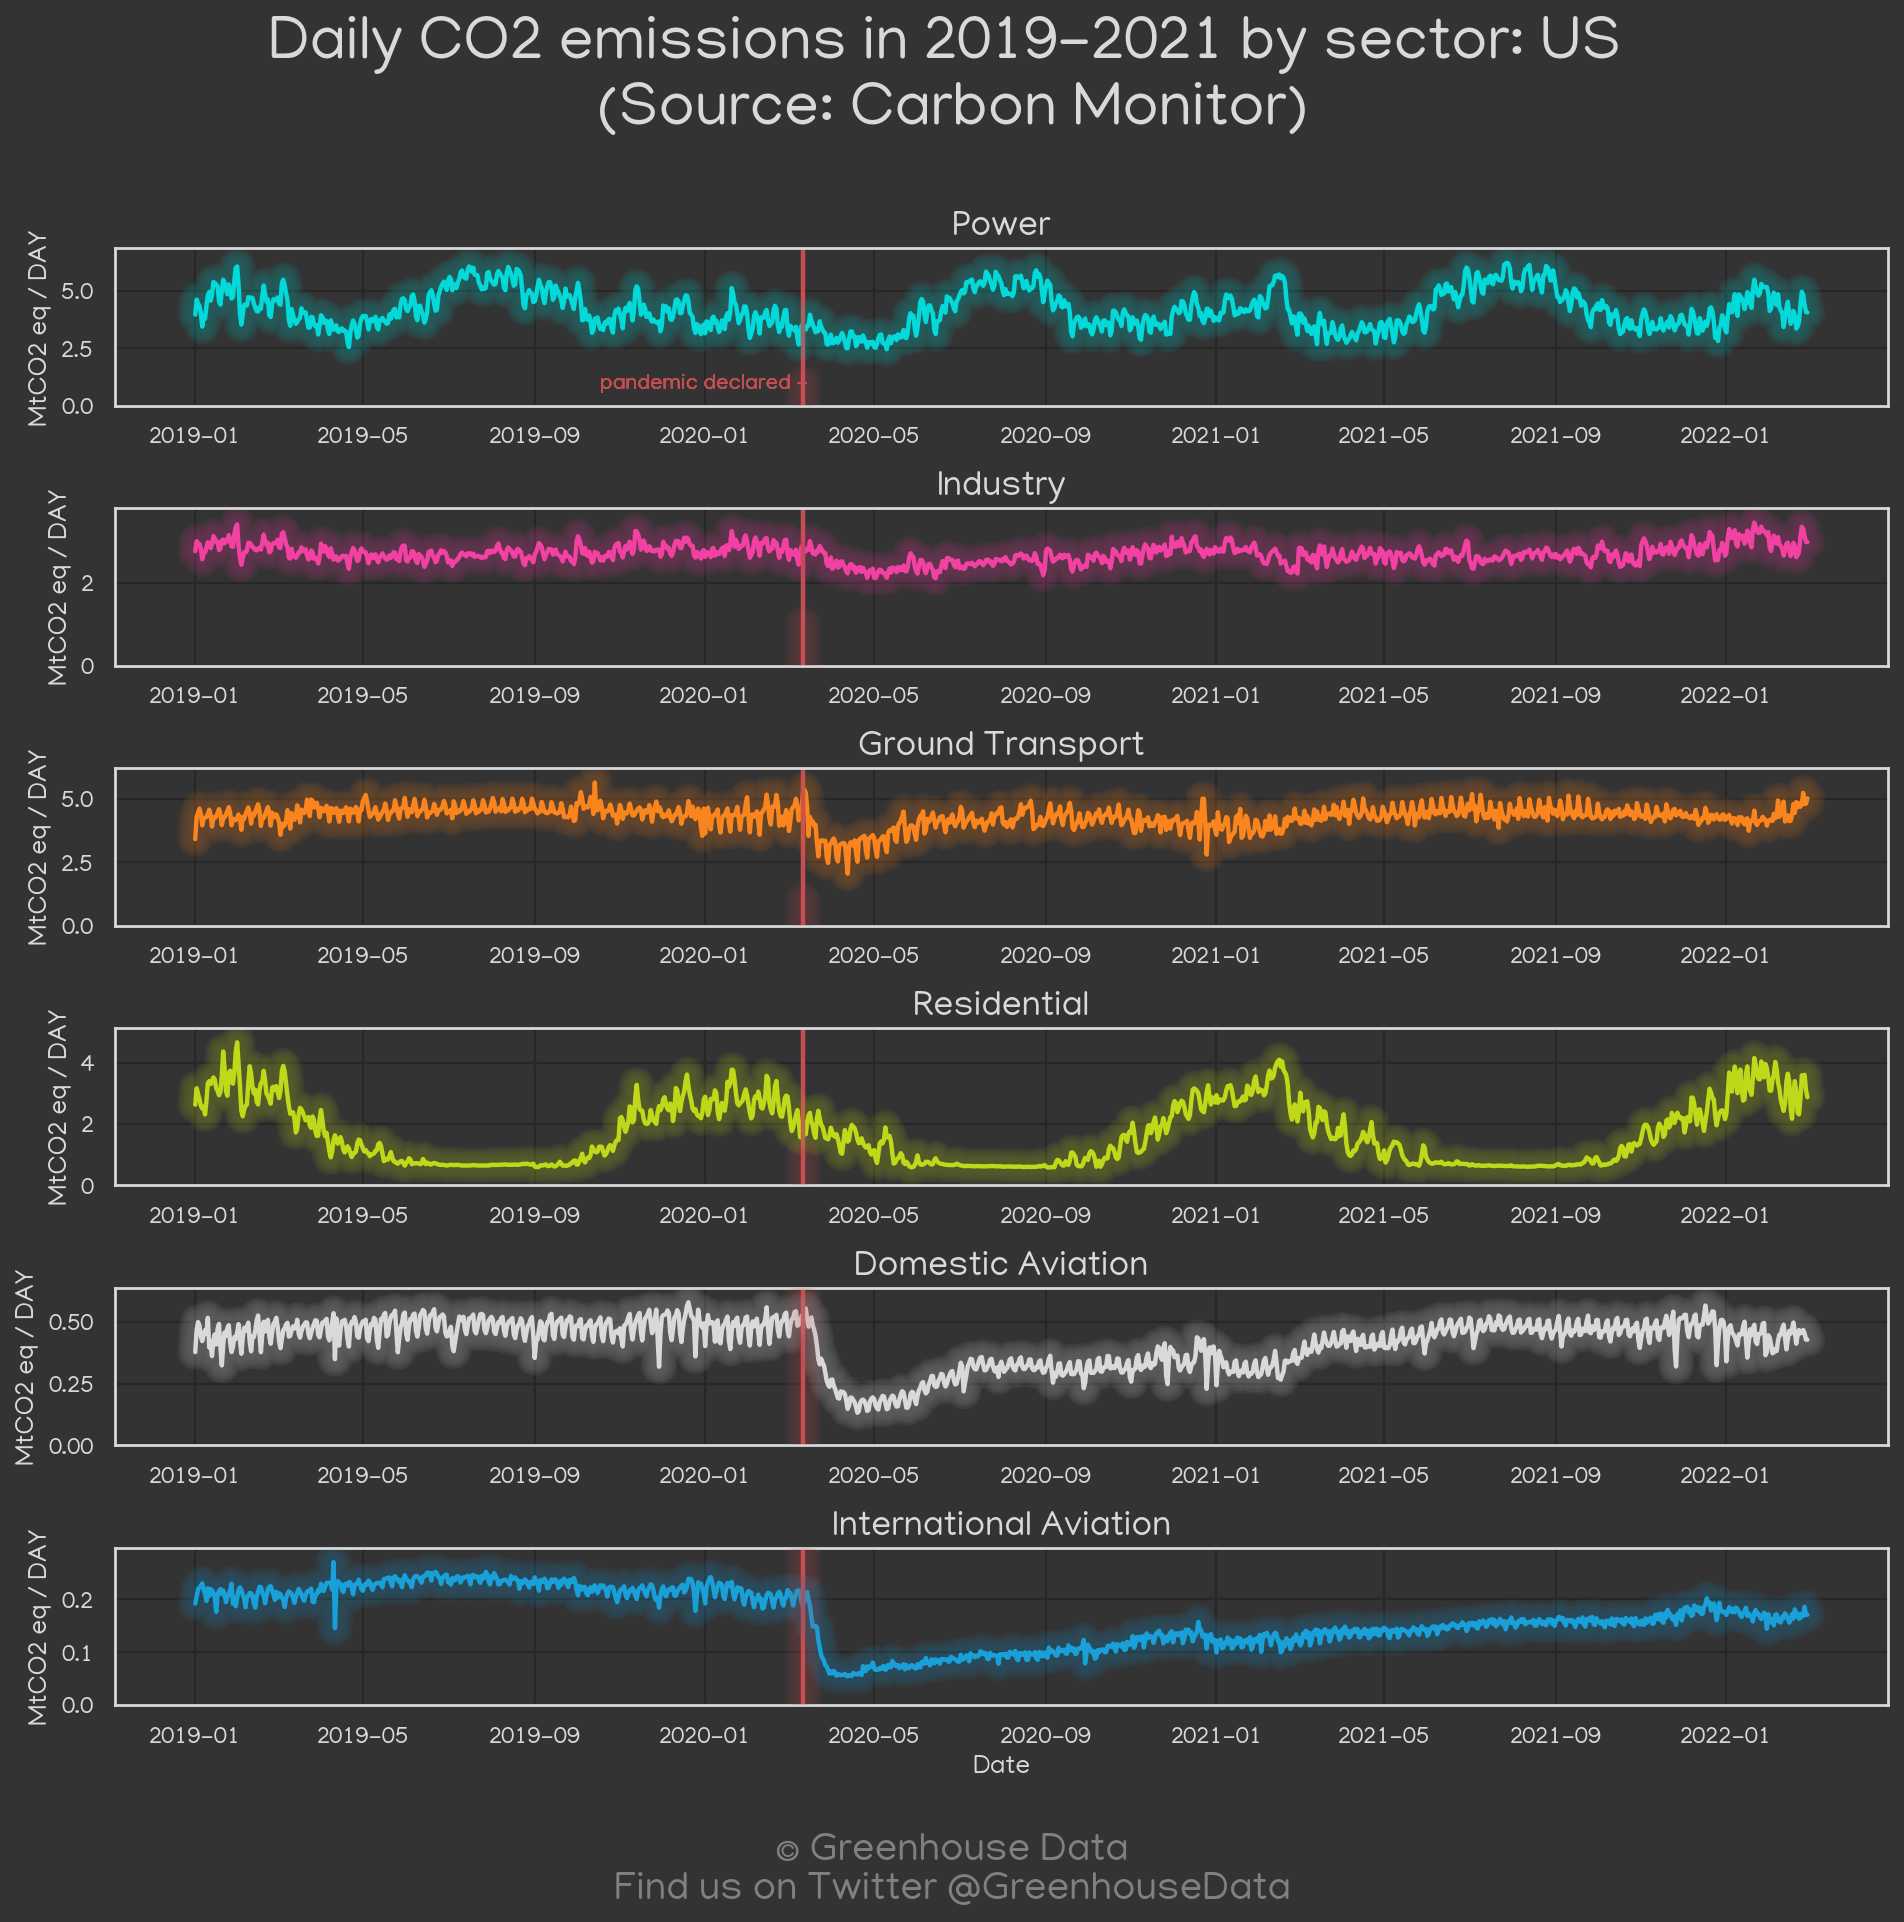 Daily CO2 emissions in 2019-2021 by sector: US
(Source: Carbon Monitor)
Power
MtCO2 eq / DAY
5.0
2.5
0.0
pandemic declared -
2019-01 2019-05 2019-09 2020-01 2020-05 2020-09 2021-01 2021-05 2021-09 2022-01
Industry
MtCO2 eq / DAY
2
0
2019-01 2019-05 2019-09 2020-01 2020-05 2020-09 2021-01 2021-05 2021-09 2022-01
Ground Transport
MtCO2 eq / DAY
5.0
2.5
0.0
2019-01 2019-05 2019-09 2020-01 2020-05 2020-09 2021-01 2021-05 2021-09 2022-01
Residential
MtCO2 eq / DAY
4
2
0
2019-01 2019-05 2019-09 2020-01 2020-05 2020-09 2021-01 2021-05 2021-09 2022-01
Domestic Aviation
MtCO2 eq / DAY
0.50
0.25
0.00
2019-01 2019-05 2019-09 2020-01 2020-05 2020-09 2021-01 2021-05 2021-09 2022-01
International Aviation
MtCO2 eq / DAY
0.2
0.1
0.0
2019-01 2019-05 2019-09 2020-01 2020-05 2020-09 2021-01 2021-05 2021-09 2022-01
Date
© Greenhouse Data
Find us on Twitter @GreenhouseData